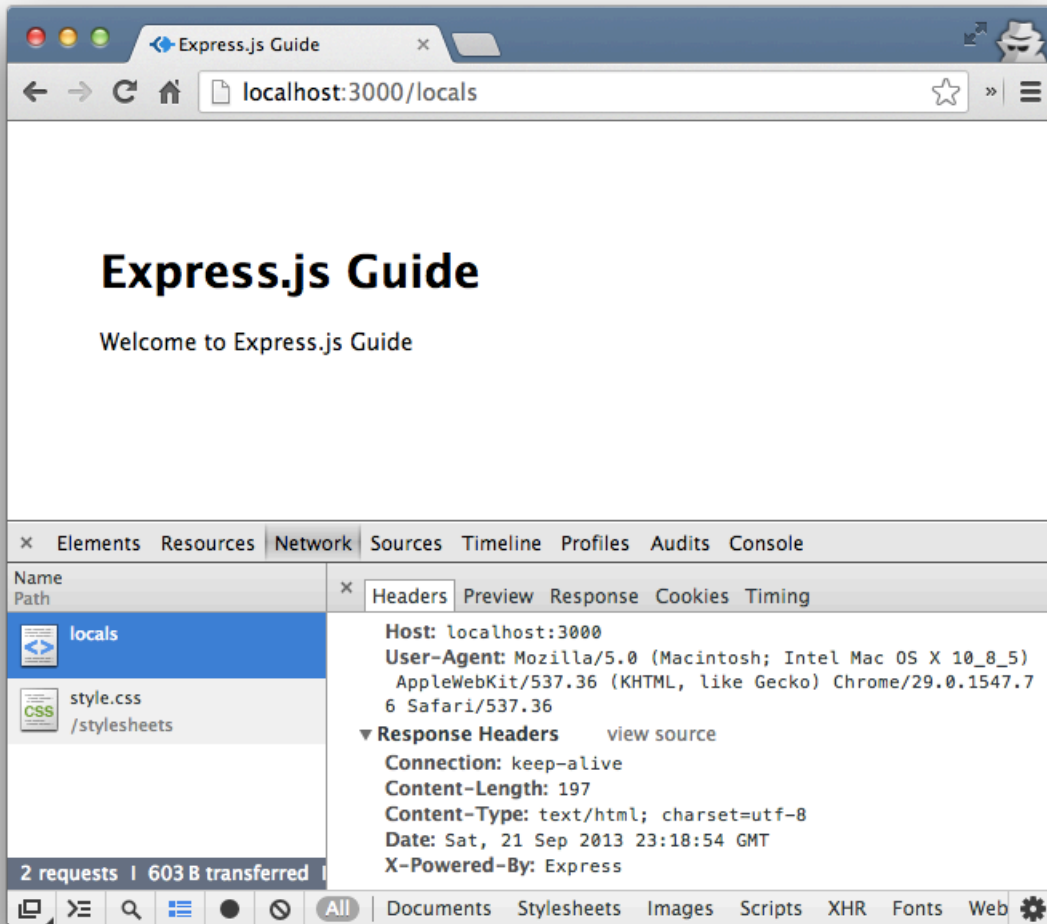 Express.js Guide
localhost:3000/locals
»
Express.js Guide
Welcome to Express.js Guide
× Elements Resources Network Sources Timeline Profiles Audits Console
Name
Path
× Headers Preview Response Cookies Timing
locals
style.css
/stylesheets
Host: localhost:3000
User-Agent: Mozilla/5.0 (Macintosh; Intel Mac OS X 10_8_5)
AppleWebKit/537.36 (KHTML, like Gecko) Chrome/29.0.1547.7
6 Safari/537.36
▼ Response Headers view source
Connection: keep-alive
Content-Length: 197
Content-Type: text/html; charset=utf-8
Date: Sat, 21 Sep 2013 23:18:54 GMT
X-Powered-By: Express
2 requests | 603 B transferred |
All Documents Stylesheets Images Scripts XHR Fonts Web